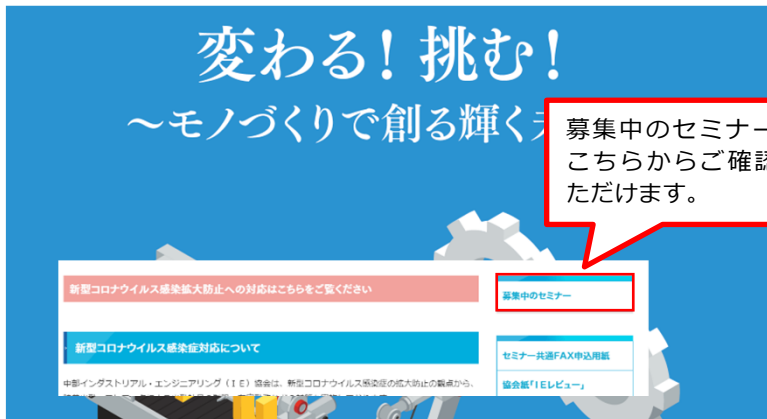 変わる！挑む！
～モノづくりで創る輝く
募集中のセミナー
こちらからご確認
ただけます。
新型コロナウイルス感染拡大防止への対応はこちらをご覧ください
募集中のセミナー
新型コロナウイルス感染症対応について
セミナー共通FAX申込用紙
中部インダストリアル・エンジニアリング（ＩＥ）協会は、新型コロナウイルス感染症の拡大防止の観点から、
協会紙「IEレビュー」